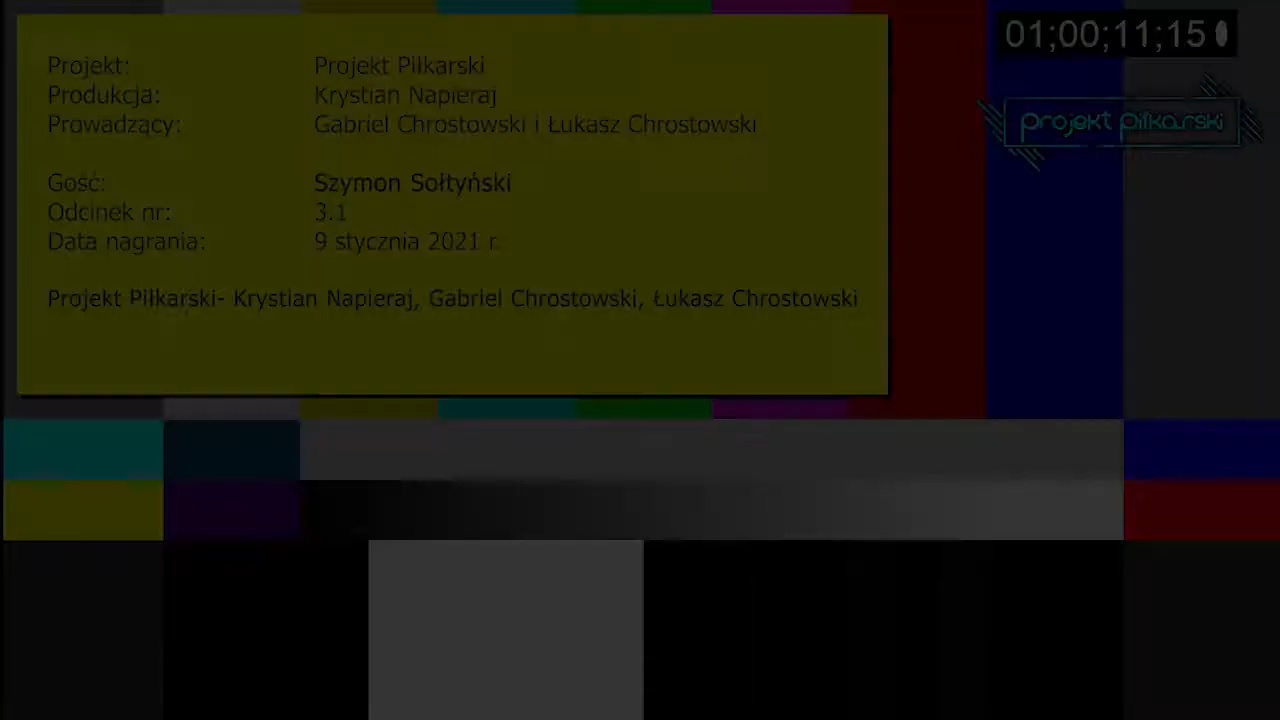 Projekt: Projekt Piłkarski
Produkcja: Krystian Napieraj
Prowadzący: Gabriel Chrostowski i Łukasz Chrostowski
Gość: Szymon Sołtyński
Odcinek nr: 3.1
Data nagrania: 9 stycznia 2021 r.
Projekt Piłkarski- Krystian Napieraj, Gabriel Chrostowski, Łukasz Chrostowski
01;00;11;15
projekt piłkarski